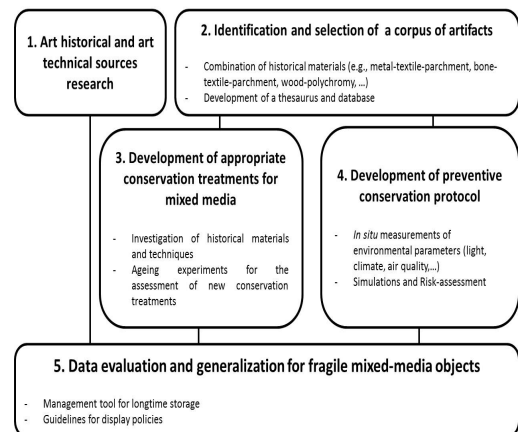 1. Art historical and art
technical sources
research
2. Identification and selection of a corpus of artifacts
- Combination of historical materials (e.g., metal-textile-parchment, bone-
textile-parchment, wood-polychromy, ...)
- Development of a thesaurus and database
3. Development of appropriate
conservation treatments for
mixed media
- Investigation of historical materials
and techniques
- Ageing experiments for the
assessment of new conservation
treatments
4. Development of preventive
conservation protocol
- In situ measurements of
environmental parameters (light,
climate, air quality,...)
- Simulations and Risk-assessment
5. Data evaluation and generalization for fragile mixed-media objects
- Management tool for longtime storage
- Guidelines for display policies